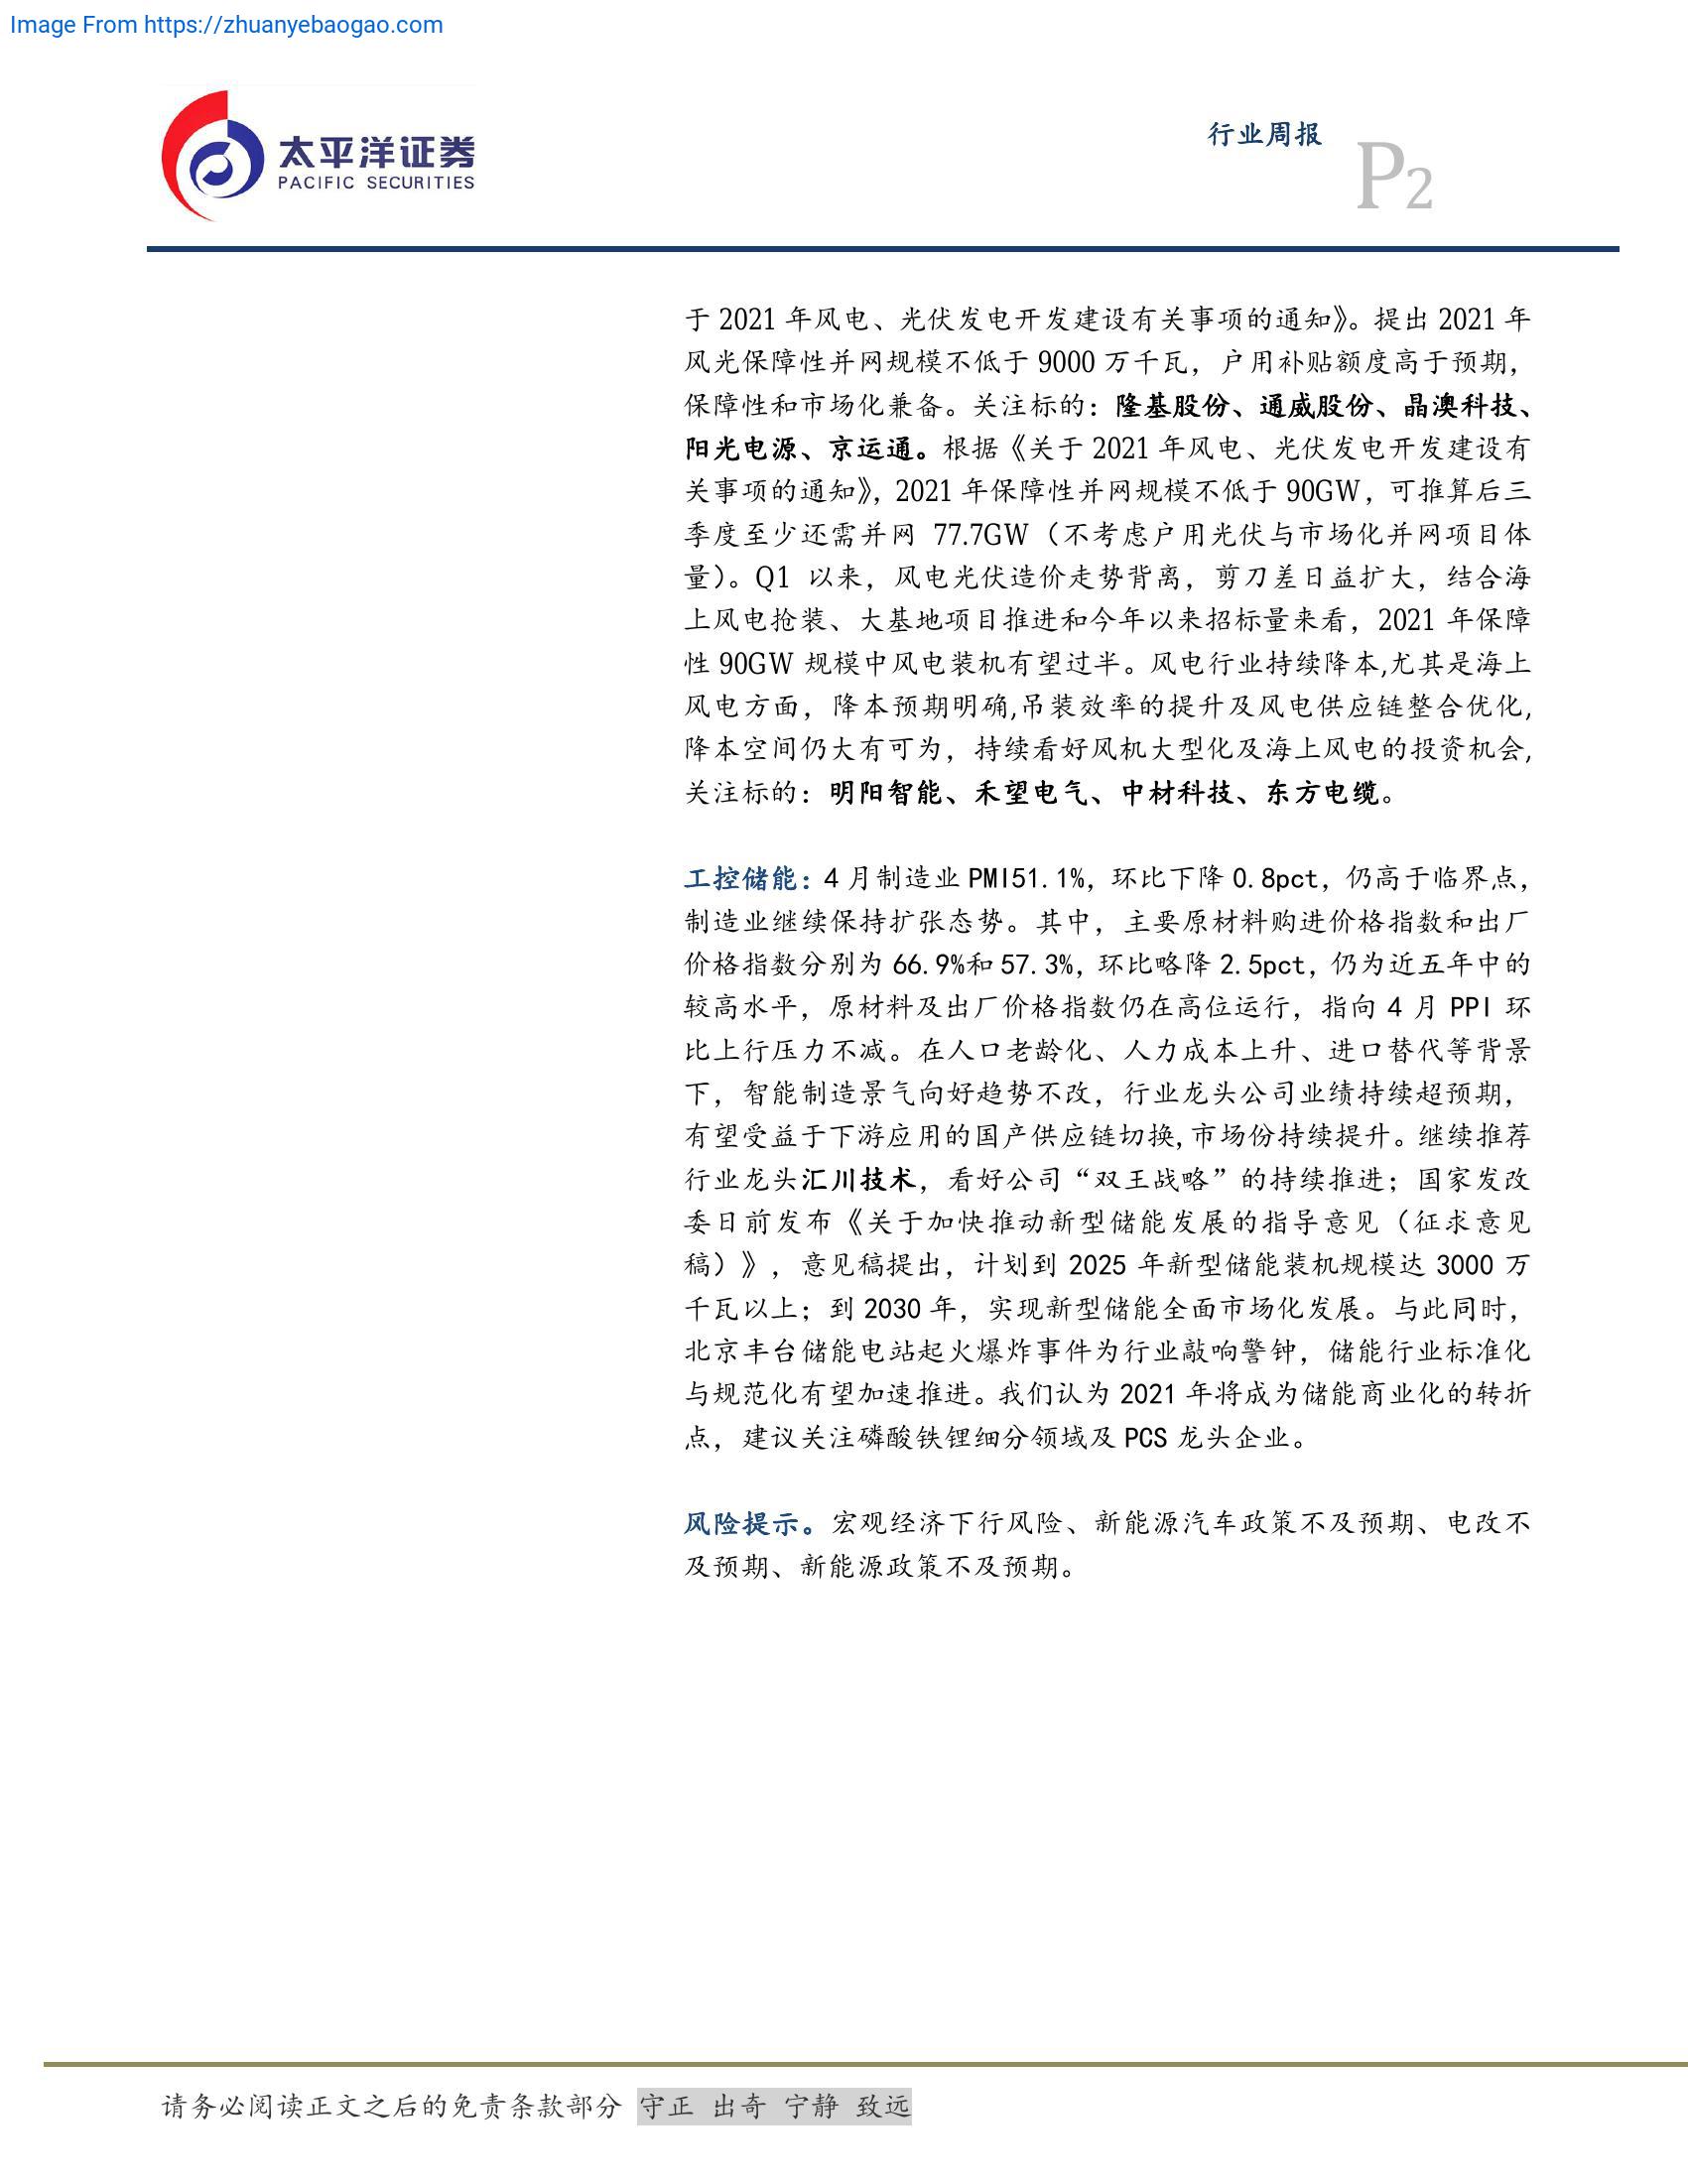 Image From https://zhuanyebaogao.com
太平洋证券
PACIFIC SECURITIES
行业周报
P2
于 2021 年风电、光伏发电开发建设有关事项的通知》。提出 2021 年
风光保障性并网规模不低于 9000 万千瓦，户用补贴额度高于预期，
保障性和市场化兼备。关注标的：隆基股份、通威股份、晶澳科技、
阳光电源、京运通。根据《关于 2021 年风电、光伏发电开发建设有
关事项的通知》，2021 年保障性并网规模不低于 90GW，可推算后三
季度至少还需并网 77.7GW（不考虑户用光伏与市场化并网项目体
量）。Q1 以来，风电光伏造价走势背离，剪刀差日益扩大，结合海
上风电抢装、大基地项目推进和今年以来招标量来看，2021 年保障
性 90GW 规模中风电装机有望过半。风电行业持续降本,尤其是海上
风电方面，降本预期明确,吊装效率的提升及风电供应链整合优化,
降本空间仍大有可为，持续看好风机大型化及海上风电的投资机会,
关注标的：明阳智能、禾望电气、中材科技、东方电缆。
工控储能：4 月制造业 PMI51.1%，环比下降 0.8pct，仍高于临界点，
制造业继续保持扩张态势。其中，主要原材料购进价格指数和出厂
价格指数分别为 66.9%和 57.3%，环比略降 2.5pct，仍为近五年中的
较高水平，原材料及出厂价格指数仍在高位运行，指向 4 月 PPI 环
比上行压力不减。在人口老龄化、人力成本上升、进口替代等背景
下，智能制造景气向好趋势不改，行业龙头公司业绩持续超预期，
有望受益于下游应用的国产供应链切换,市场份持续提升。继续推荐
行业龙头汇川技术，看好公司“双王战略”的持续推进；国家发改
委日前发布《关于加快推动新型储能发展的指导意见（征求意见
稿）》，意见稿提出，计划到 2025 年新型储能装机规模达 3000 万
千瓦以上；到 2030 年，实现新型储能全面市场化发展。与此同时，
北京丰台储能电站起火爆炸事件为行业敲响警钟，储能行业标准化
与规范化有望加速推进。我们认为 2021 年将成为储能商业化的转折
点，建议关注磷酸铁锂细分领域及 PCS 龙头企业。
风险提示。宏观经济下行风险、新能源汽车政策不及预期、电改不
及预期、新能源政策不及预期。
请务必阅读正文之后的免责条款部分 守正 出奇 宁静 致远